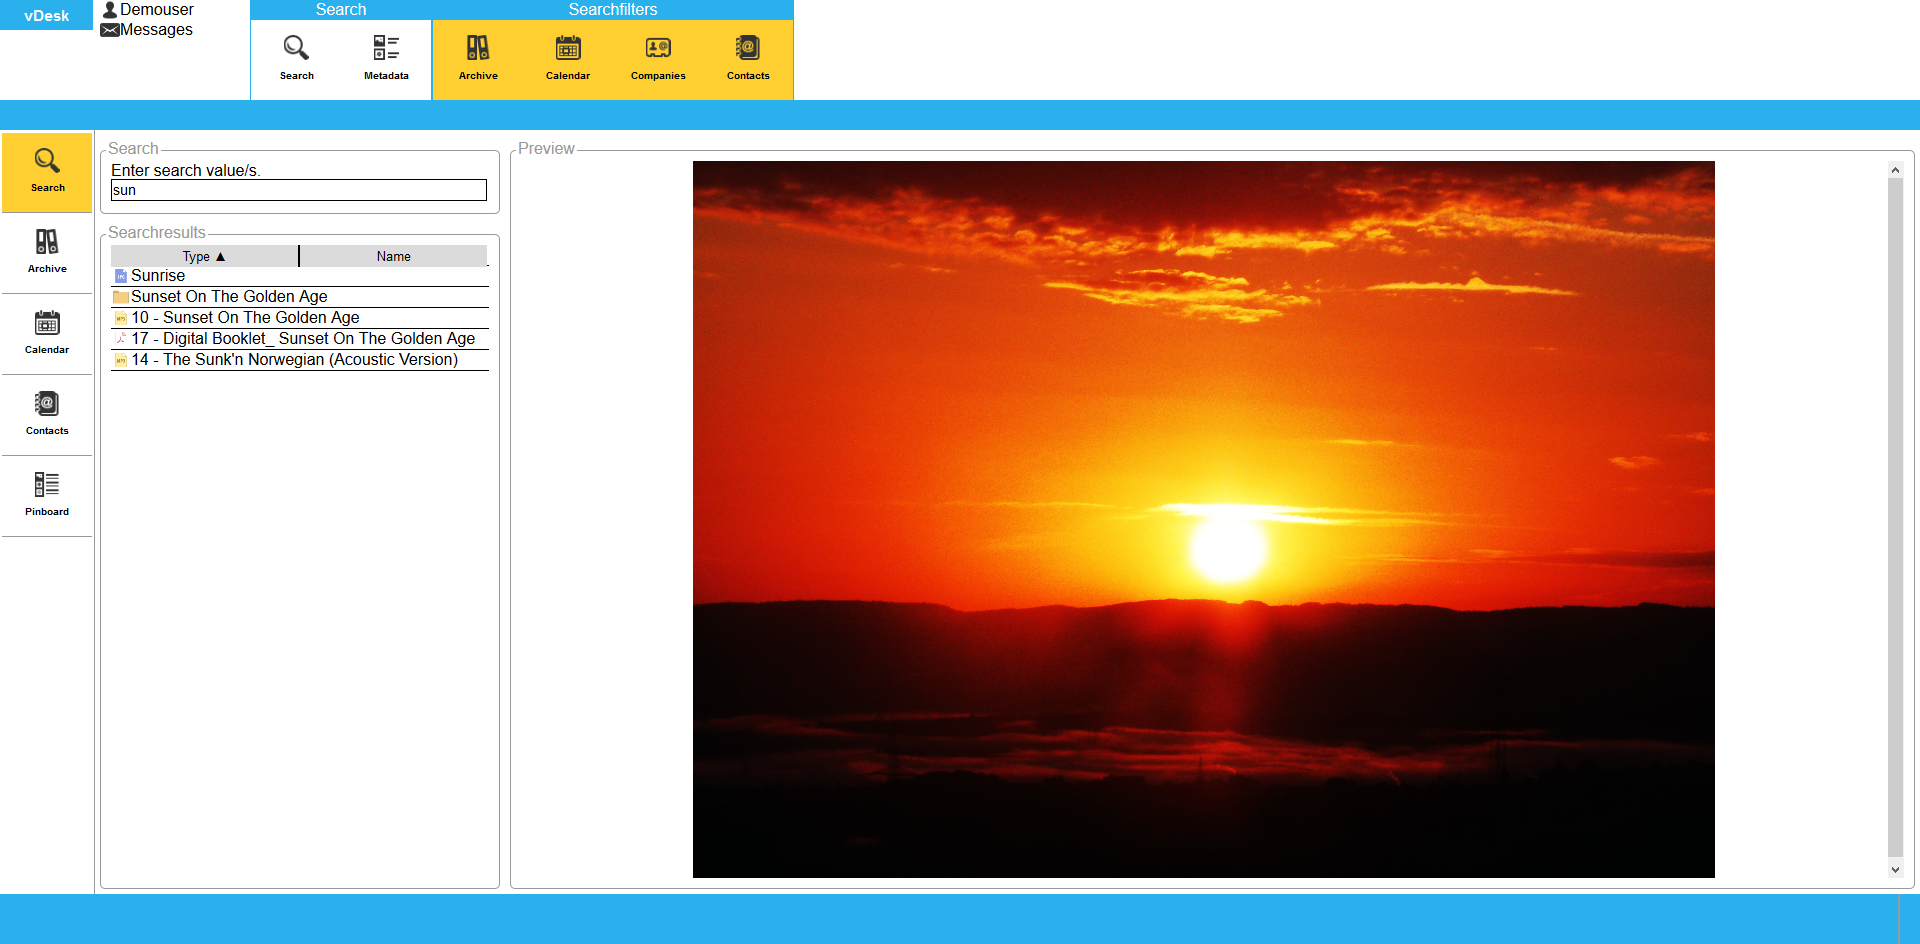 vDesk
Demouser
Messages
Search
Searchfilters
Search
Metadata
Archive
Calendar
Companies
Contacts
Search
Archive
Calendar
Contacts
Pinboard
Search
Enter search value/s.
sun
Searchresults
Type ▲ Name
Sunrise
Sunset On The Golden Age
10 - Sunset On The Golden Age
17 - Digital Booklet_ Sunset On The Golden Age
14 - The Sunk'n Norwegian (Acoustic Version)
Preview